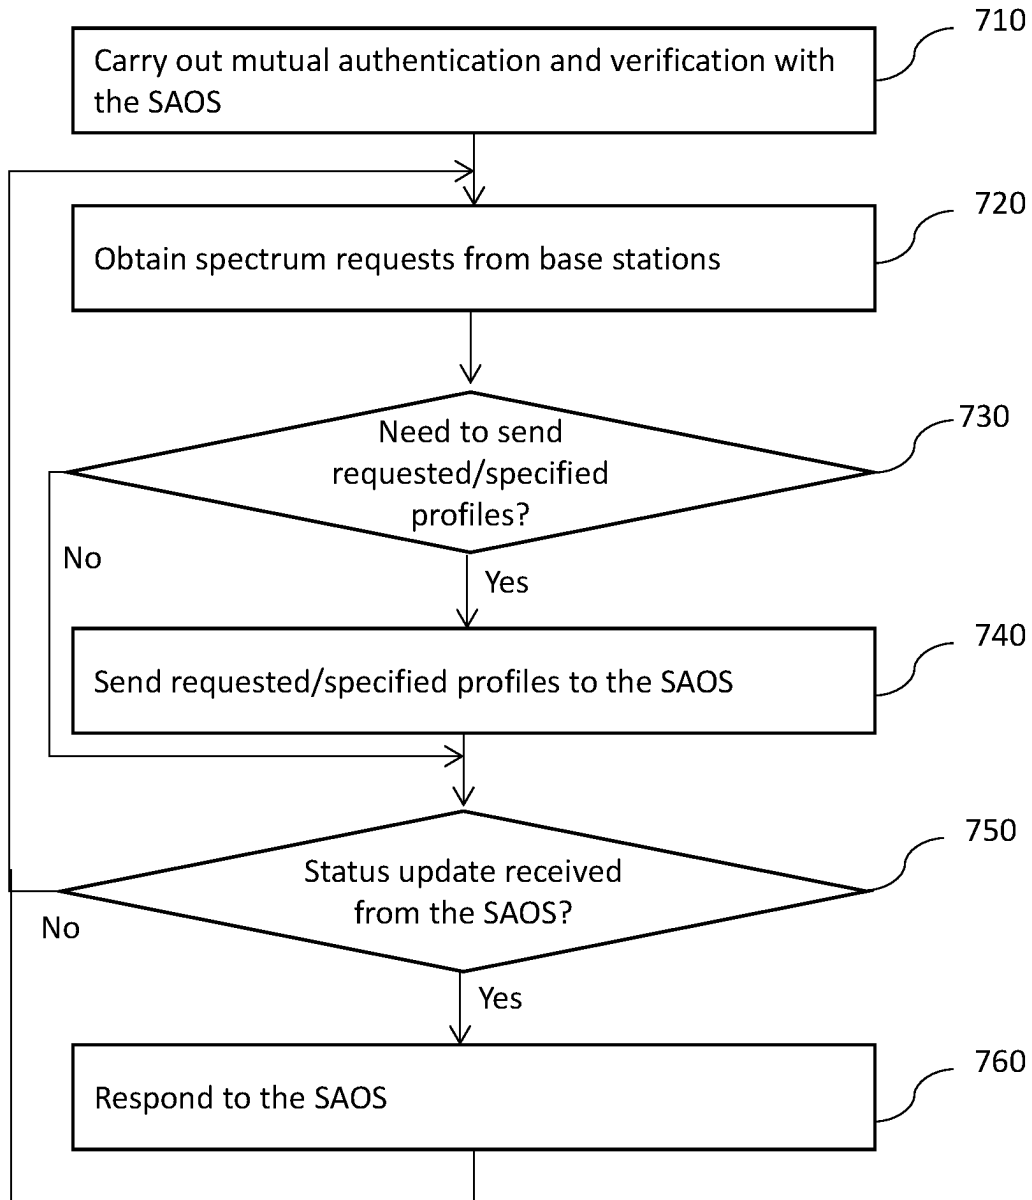 710
Carry out mutual authentication and verification with
the SAOS
720
Obtain spectrum requests from base stations
730
Need to send
requested/specified
profiles?
No
Yes
740
Send requested/specified profiles to the SAOS
750
Status update received
from the SAOS?
No
Yes
760
Respond to the SAOS